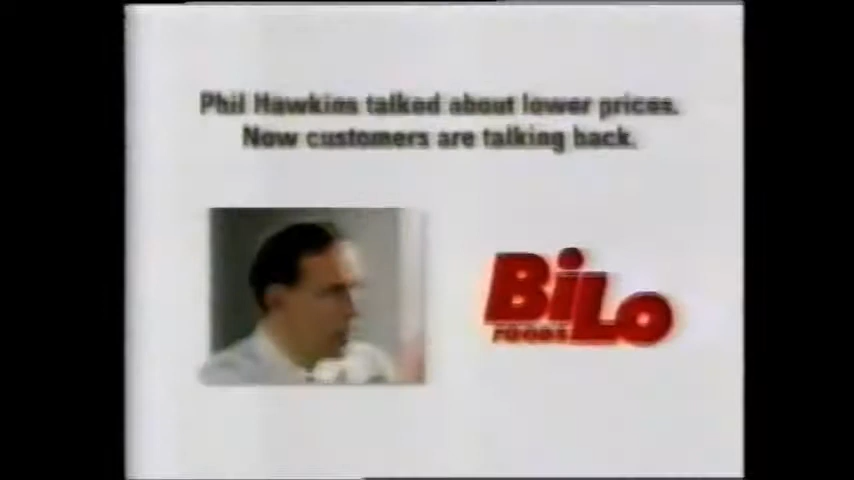 Phil Hawkins talked about lower prices.
Now customers are talking back.
BiLo
FOODS